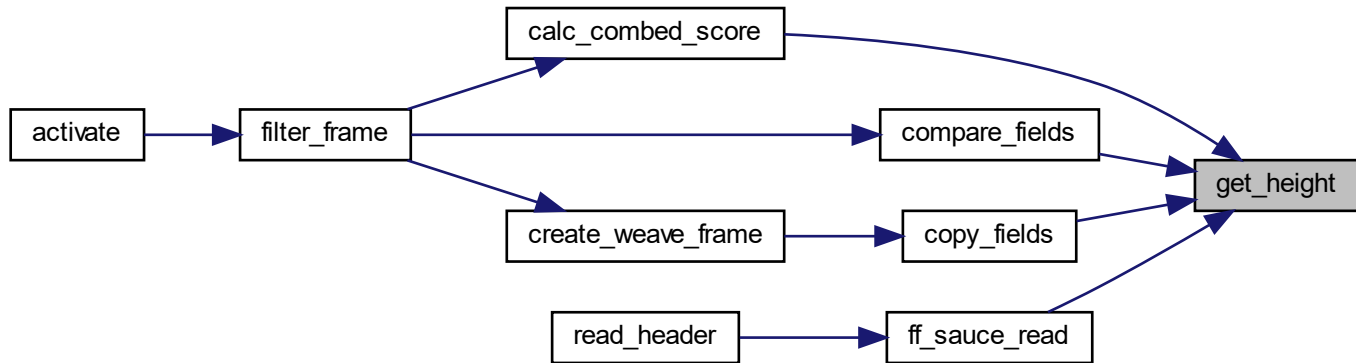 calc_combed_score
activate
filter_frame
compare_fields
get_height
create_weave_frame
copy_fields
read_header
ff_sauce_read